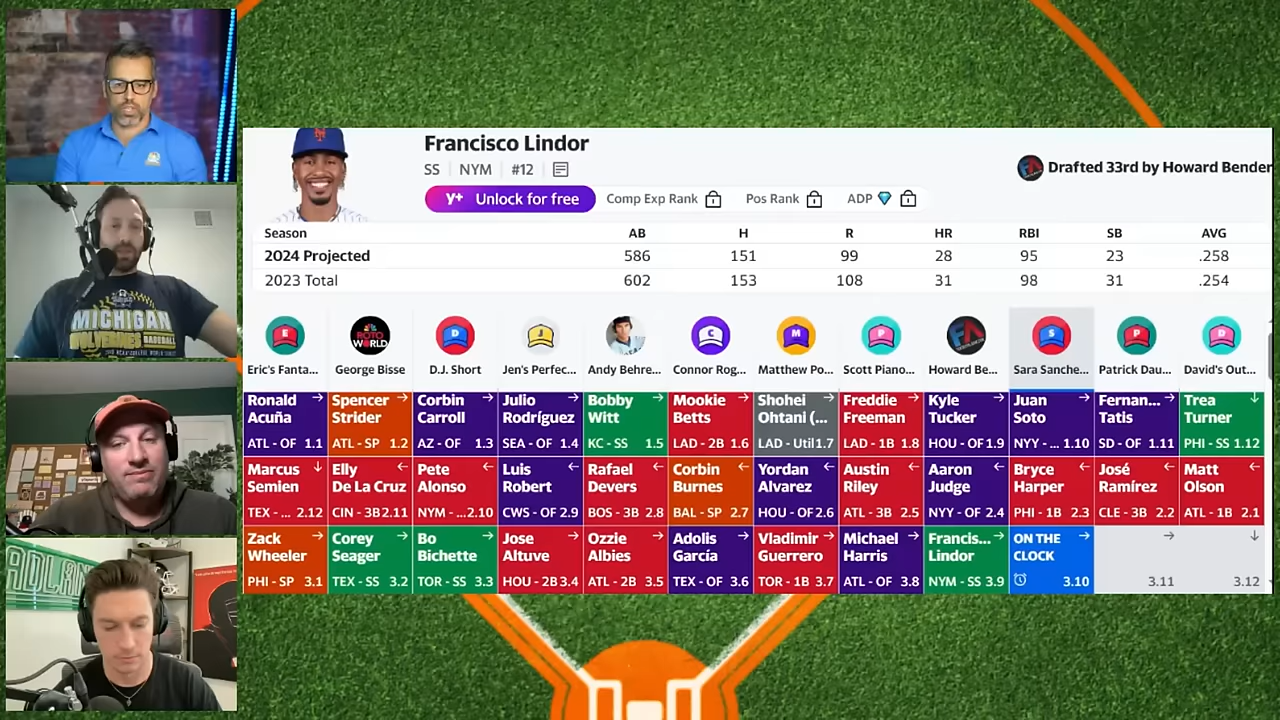 Francisco Lindor
SS NYM #12
Drafted 33rd by Howard Bender
y+ Unlock for free Comp Exp Rank Pos Rank ADP
Season AB H R HR RBI SB AVG
2024 Projected 586 151 99 28 95 23 .258
2023 Total 602 153 108 31 98 31 .254
E ROTO WORLD D J C M P FA S P D
Eric's Fanta... George Bisse D.J. Short Jen's Perfec... Andy Behre... Connor Rog... Matthew Po... Scott Piano... Howard Be... Sara Sanche... Patrick Dau... David's Out...
Ronald Spencer Corbin Julio Bobby Mookie Shohei Freddie Kyle Juan Fernan... Trea
Acuña Strider Carroll Rodríguez Witt Betts Ohtani (... Freeman Tucker Soto Tatis Turner
ATL - OF 1.1 ATL - SP 1.2 AZ - OF 1.3 SEA - OF 1.4 KC - SS 1.5 LAD - 2B 1.6 LAD - Util1.7 LAD - 1B 1.8 HOU - OF1.9 NYY - ... 1.10 SD - OF 1.11 PHI - SS 1.12
Marcus Elly Pete Luis Rafael Corbin Yordan Austin Aaron Bryce José Matt
Semien De La Cruz Alonso Robert Devers Burnes Alvarez Riley Judge Harper Ramírez Olson
TEX - ... 2.12 CIN - 3B2.11 NYM - ...2.10 CWS - OF2.9 BOS - 3B 2.8 BAL - SP 2.7 HOU - OF2.6 ATL - 3B 2.5 NYY - OF 2.4 PHI - 1B 2.3 CLE - 3B 2.2 ATL - 1B 2.1
Zack Corey Bo Jose Ozzie Adolis Vladimir Michael Francis... ON THE
Wheeler Seager Bichette Altuve Albies García Guerrero Harris Lindor CLOCK
PHI - SP 3.1 TEX - SS 3.2 TOR - SS 3.3 HOU - 2B3.4 ATL - 2B 3.5 TEX - OF 3.6 TOR - 1B 3.7 ATL - OF 3.8 NYM - SS 3.9 3.10 3.11 3.12
MICHIGAN
WOLVERINES BASEBALL